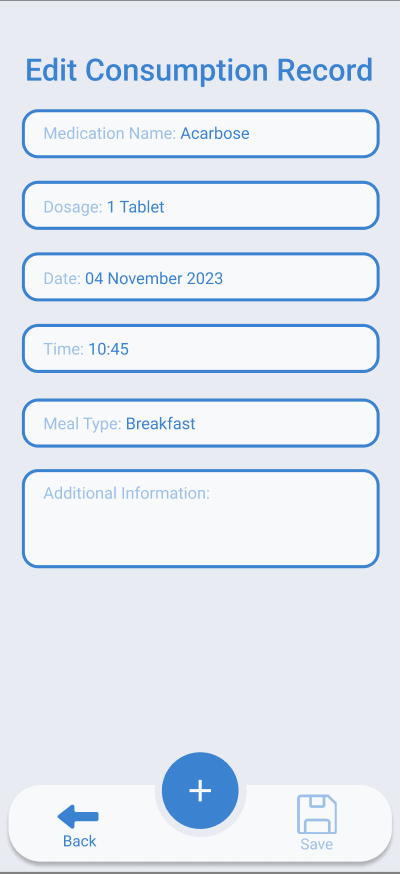 Edit Consumption Record
Medication Name: Acarbose
Dosage: 1 Tablet
Date: 04 November 2023
Time: 10:45
Meal Type: Breakfast
Additional Information:
+
Back
Save